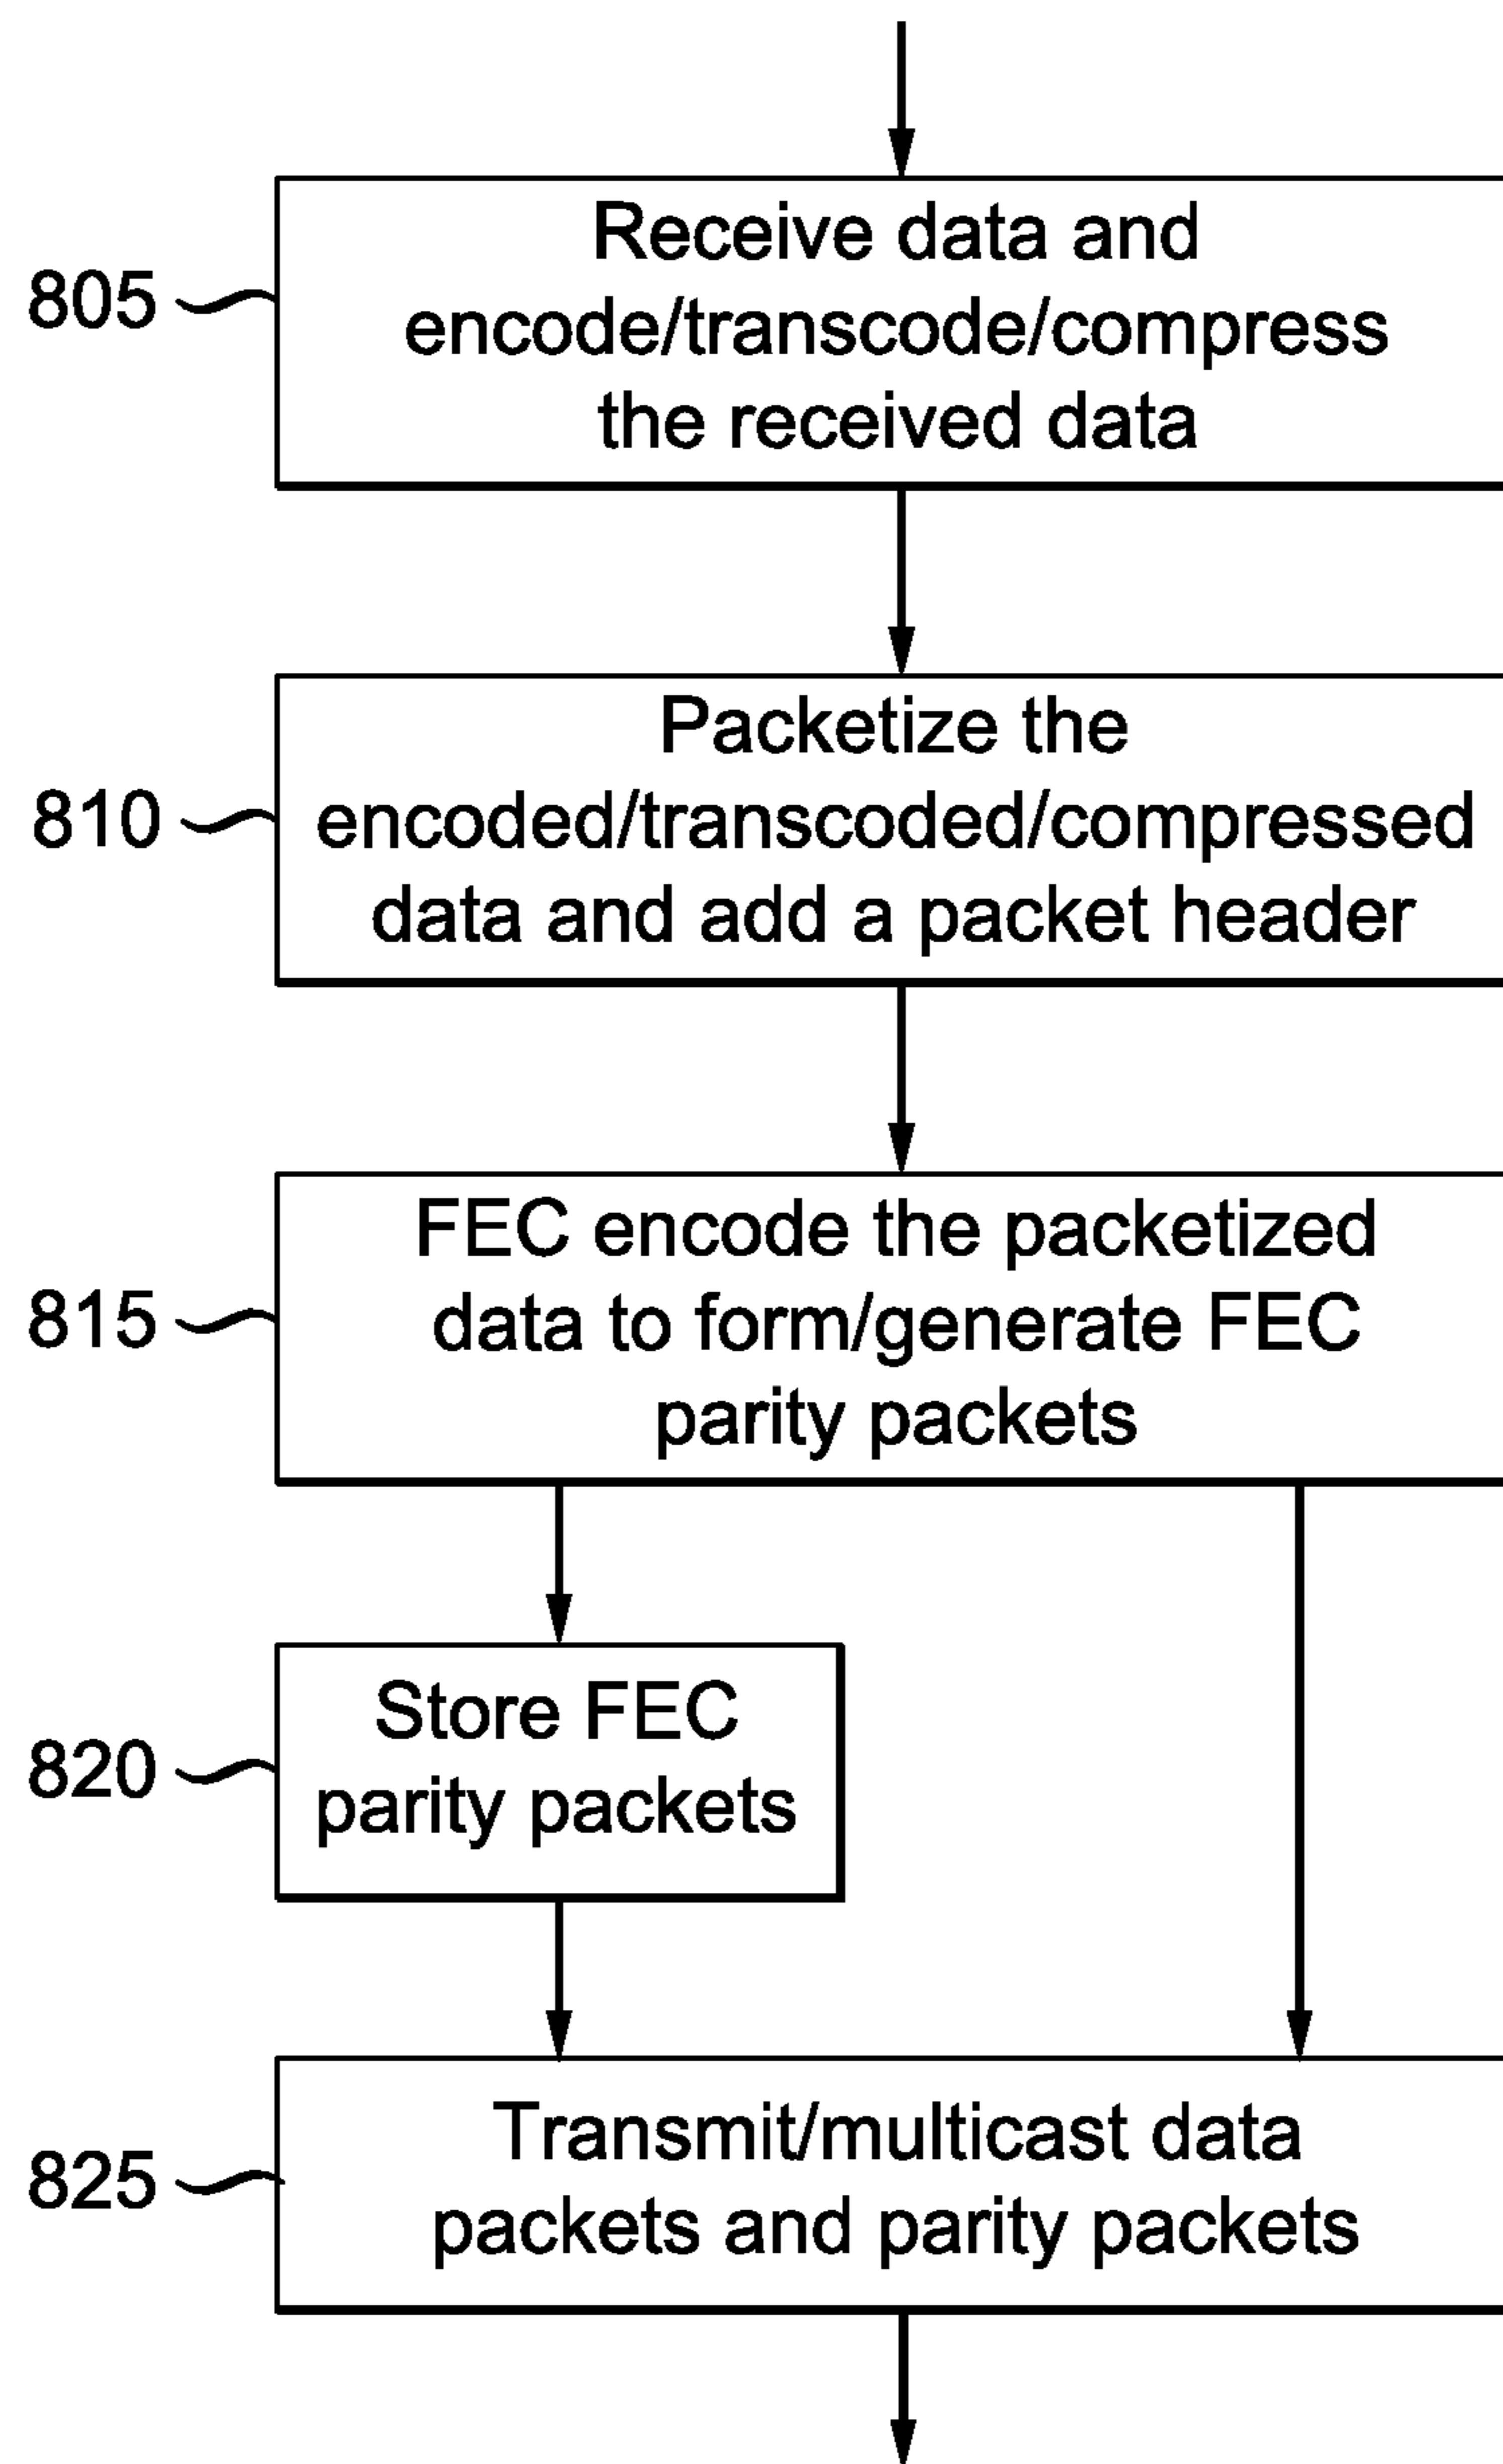 805
Receive data and
encode/transcode/compress
the received data
810
Packetize the
encoded/transcoded/compressed
data and add a packet header
815
FEC encode the packetized
data to form/generate FEC
parity packets
820
Store FEC
parity packets
825
Transmit/multicast data
packets and parity packets